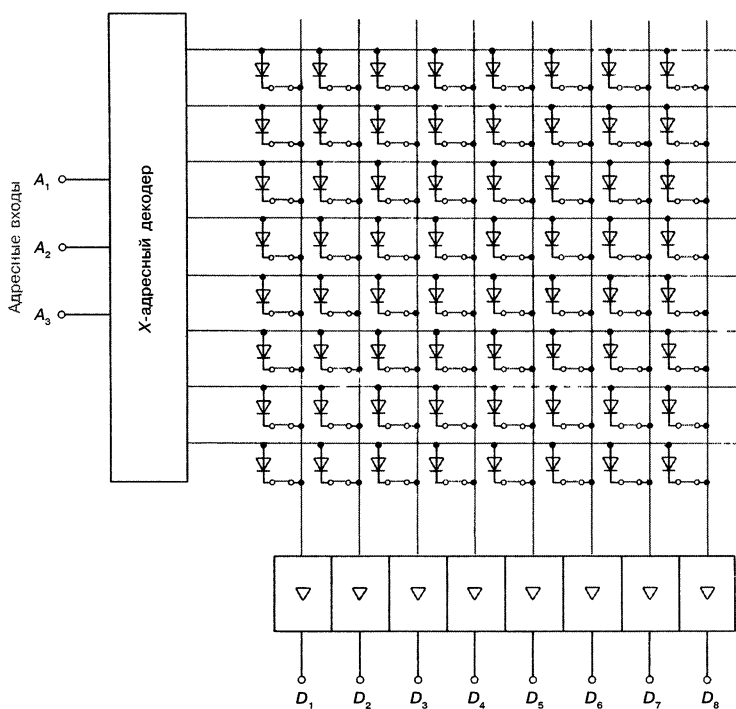 Адресные входы
A₁
A₂
A₃
X-адресный декодер
D₁ D₂ D₃ D₄ D₅ D₆ D₇ D₈